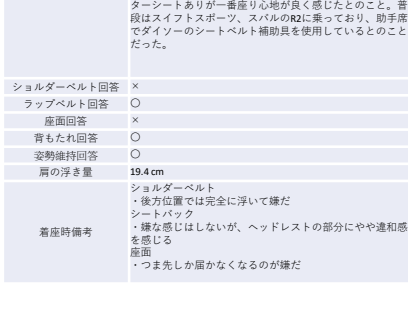 ターシートありが一番座り心地が良く感じたとのこと。普
段はスイフトスポーツ、スバルのR2に乗っており、助手席
でダイソーのシートベルト補助具を使用しているとのこと
だった。
ショルダーベルト回答 ×
ラップベルト回答 〇
座面回答 ×
背もたれ回答 〇
姿勢維持回答 〇
肩の浮き量 19.4 cm
着座時備考
ショルダーベルト
・後方位置では完全に浮いて嫌だ
シートバック
・嫌な感じはしないが、ヘッドレストの部分にやや違和感
を感じる
座面
・つま先しか届かなくなるのが嫌だ